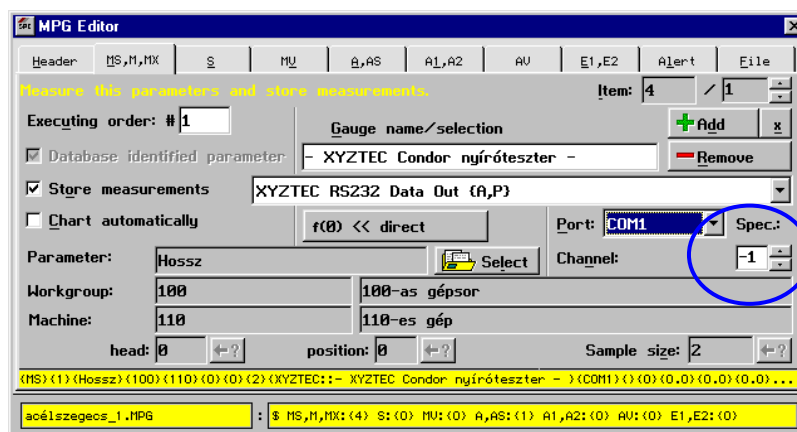 MPG Editor
Header MS,M,MX S MV A,AS A1,A2 AV E1,E2 Alert File
Measure this parameters and store measurements. Item: 4 / 1
Executing order: # 1 Gauge name/selection Add x
Database identified parameter - XYZTEC Condor nyíróteszter - Remove
Store measurements XYZTEC RS232 Data Out {A,P}
Chart automatically f(0) << direct Port: COM1 Spec.:
Parameter: Hossz Select Channel: -1
Workgroup: 100 100-as gépsor
Machine: 110 110-es gép
head: 0 ? position: 0 ? Sample size: 2 ?
(MS)(1)(Hossz)(100)(110)(0)(0)(2)(XYZTEC::- XYZTEC Condor nyíróteszter - )(COM1)()(0)(0.0)(0.0)(0.0)...
acélszegecs_1.MPG : $ MS,M,MX:(4) S:(0) MV:(0) A,AS:(1) A1,A2:(0) AV:(0) E1,E2:(0)